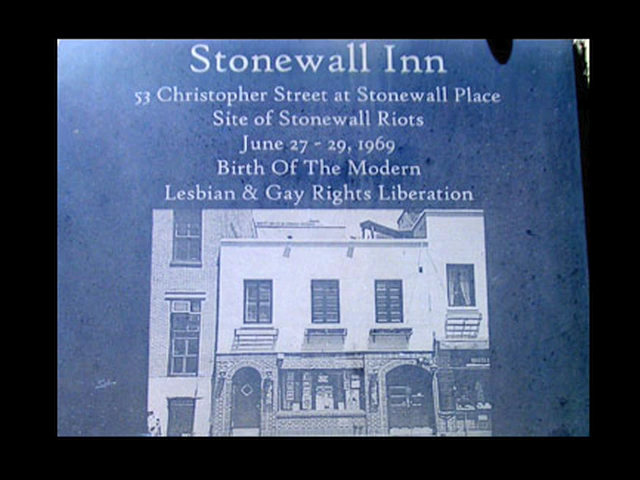 Stonewall Inn
53 Christopher Street at Stonewall Place
Site of Stonewall Riots
June 27 - 29, 1969
Birth Of The Modern
Lesbian & Gay Rights Liberation